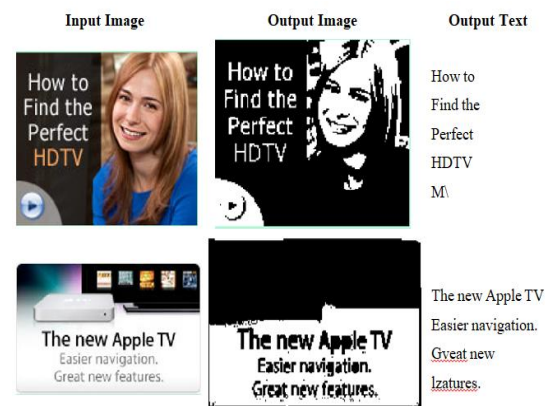 Input Image
Output Image
Output Text
How to
Find the
Perfect
HDTV
How to
Find the
Perfect
HDTV
How to
Find the
Perfect
HDTV
M\
The new Apple TV
Easier navigation.
Great new features.
The new Apple TV
Easier navigation.
Great new features.
The new Apple TV
Easier navigation.
Gveat new
lzatures.